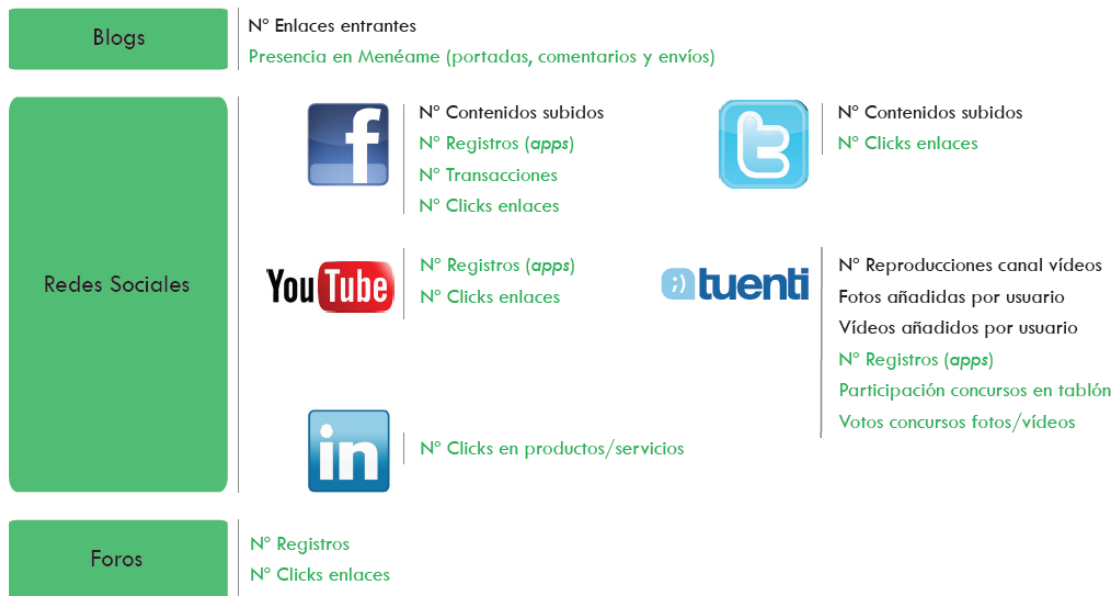 Blogs
Nº Enlaces entrantes
Presencia en Menéame (portadas, comentarios y envíos)
Redes Sociales
f
Nº Contenidos subidos
Nº Registros (apps)
Nº Transacciones
Nº Clicks enlaces
t
Nº Contenidos subidos
Nº Clicks enlaces
YouTube
Nº Registros (apps)
Nº Clicks enlaces
;) tuenti
Nº Reproducciones canal vídeos
Fotos añadidas por usuario
Vídeos añadidos por usuario
Nº Registros (apps)
Participación concursos en tablón
Votos concursos fotos/vídeos
in
Nº Clicks en productos/servicios
Foros
Nº Registros
Nº Clicks enlaces